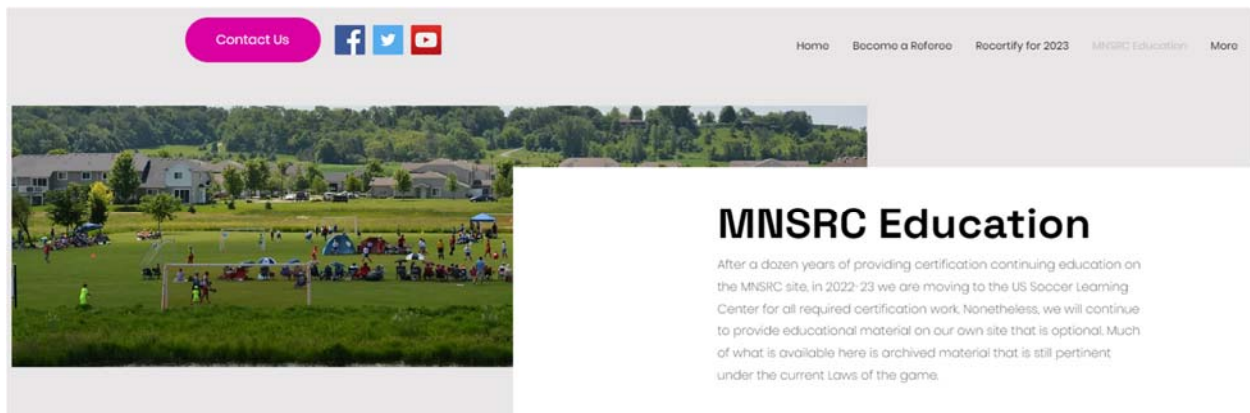 Contact Us
Home Become a Referee Recertify for 2023 MNSRC Education More
MNSRC Education
After a dozen years of providing certification continuing education on
the MNSRC site, in 2022-23 we are moving to the US Soccer Learning
Center for all required certification work. Nonetheless, we will continue
to provide educational material on our own site that is optional. Much
of what is available here is archived material that is still pertinent
under the current Laws of the game.